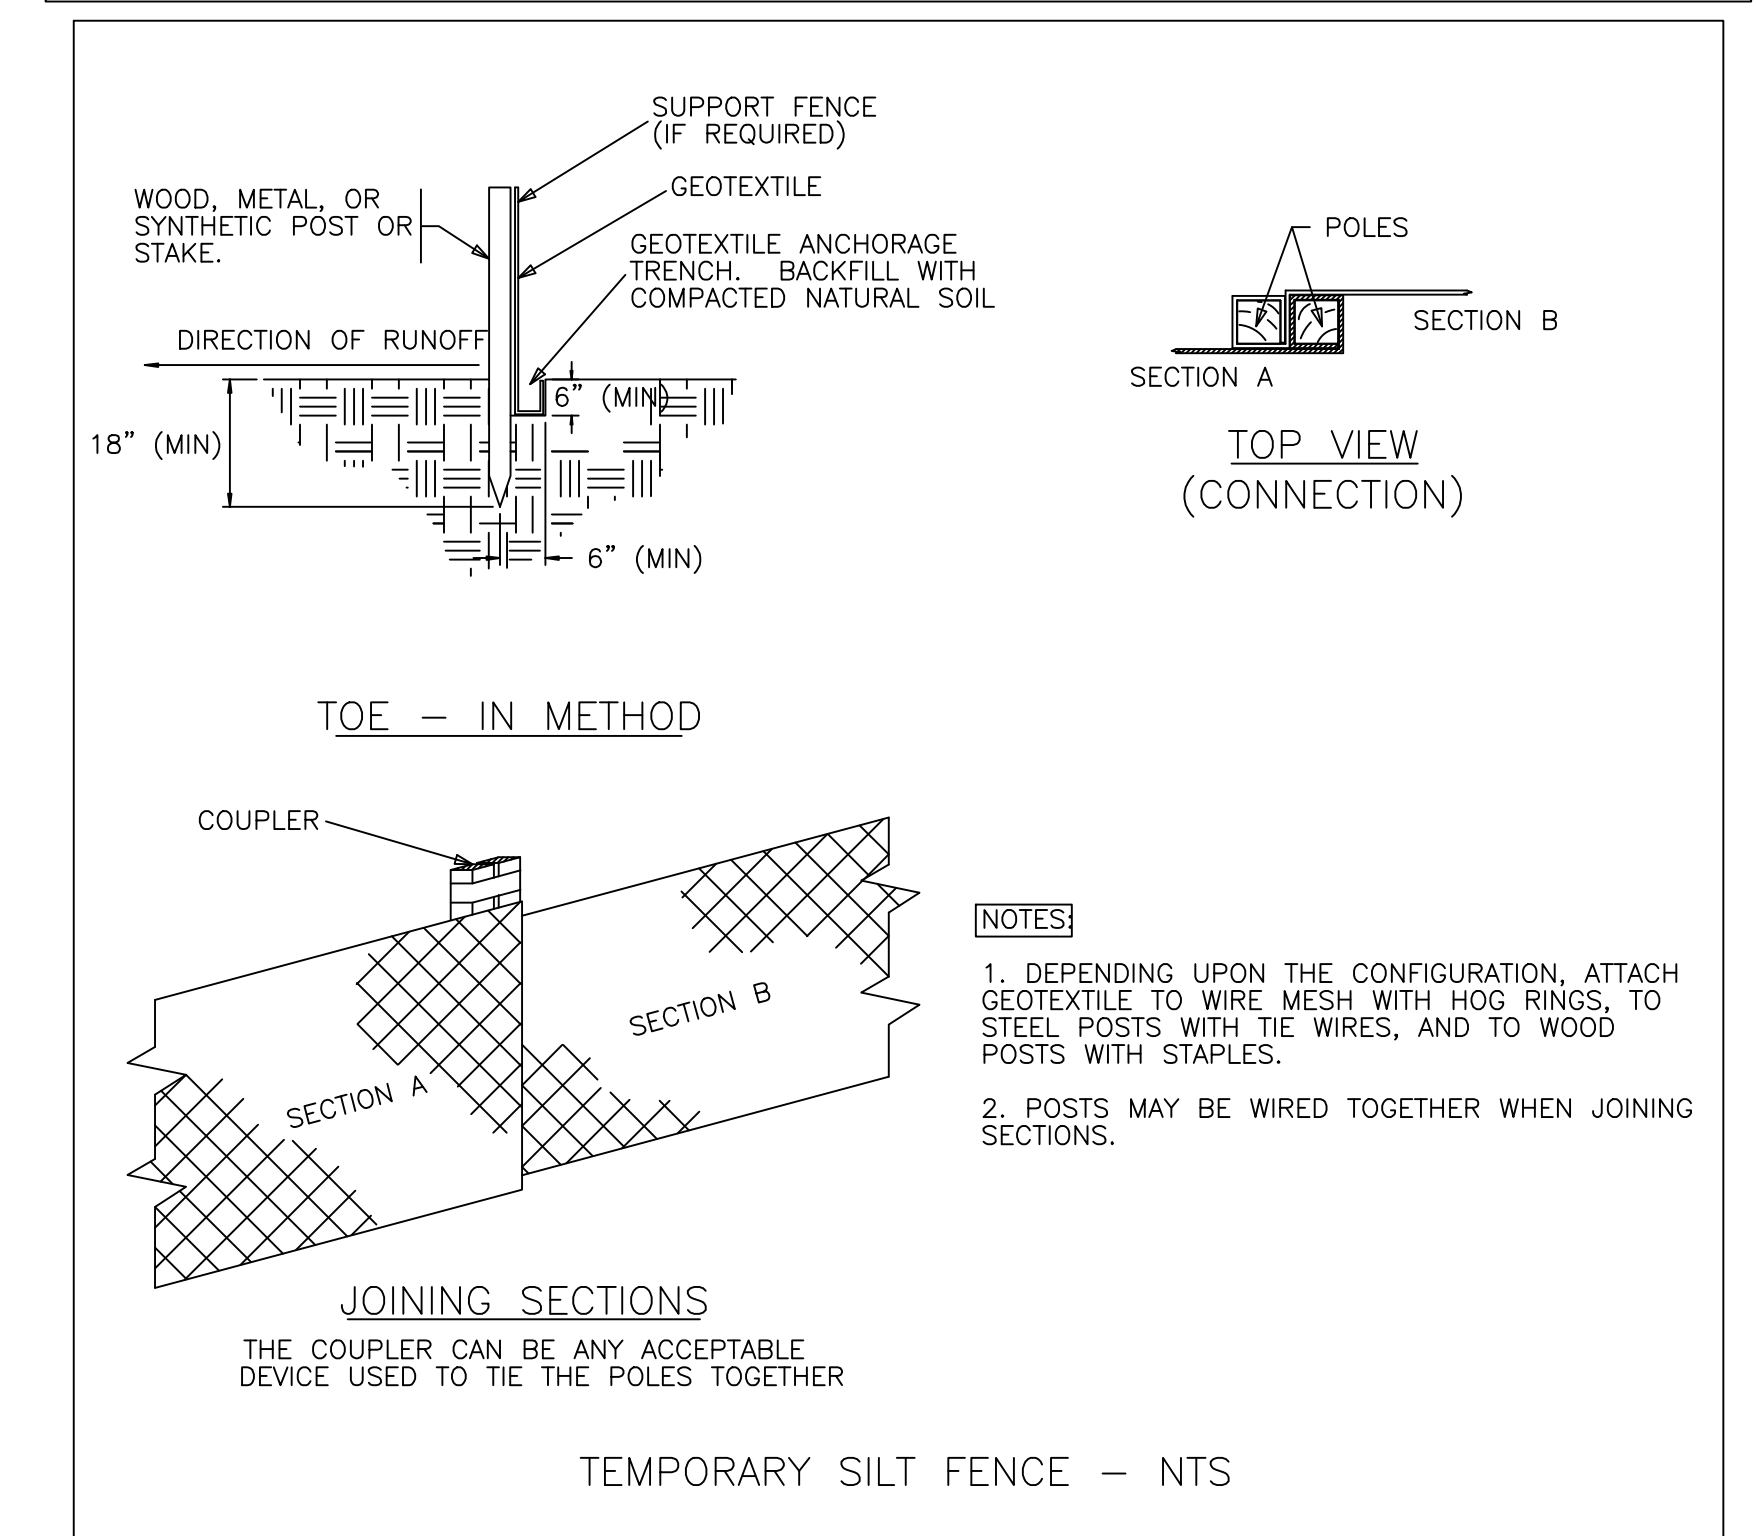 SUPPORT FENCE
(IF REQUIRED)
WOOD, METAL, OR
SYNTHETIC POST OR
STAKE.
GEOTEXTILE
GEOTEXTILE ANCHORAGE
TRENCH. BACKFILL WITH
COMPACTED NATURAL SOIL
DIRECTION OF RUNOFF
6" (MIN)
18" (MIN)
6" (MIN)
TOE - IN METHOD
POLES
SECTION B
SECTION A
TOP VIEW
(CONNECTION)
COUPLER
SECTION B
SECTION A
JOINING SECTIONS
THE COUPLER CAN BE ANY ACCEPTABLE
DEVICE USED TO TIE THE POLES TOGETHER
NOTES:
1. DEPENDING UPON THE CONFIGURATION, ATTACH
GEOTEXTILE TO WIRE MESH WITH HOG RINGS, TO
STEEL POSTS WITH TIE WIRES, AND TO WOOD
POSTS WITH STAPLES.
2. POSTS MAY BE WIRED TOGETHER WHEN JOINING
SECTIONS.
TEMPORARY SILT FENCE - NTS